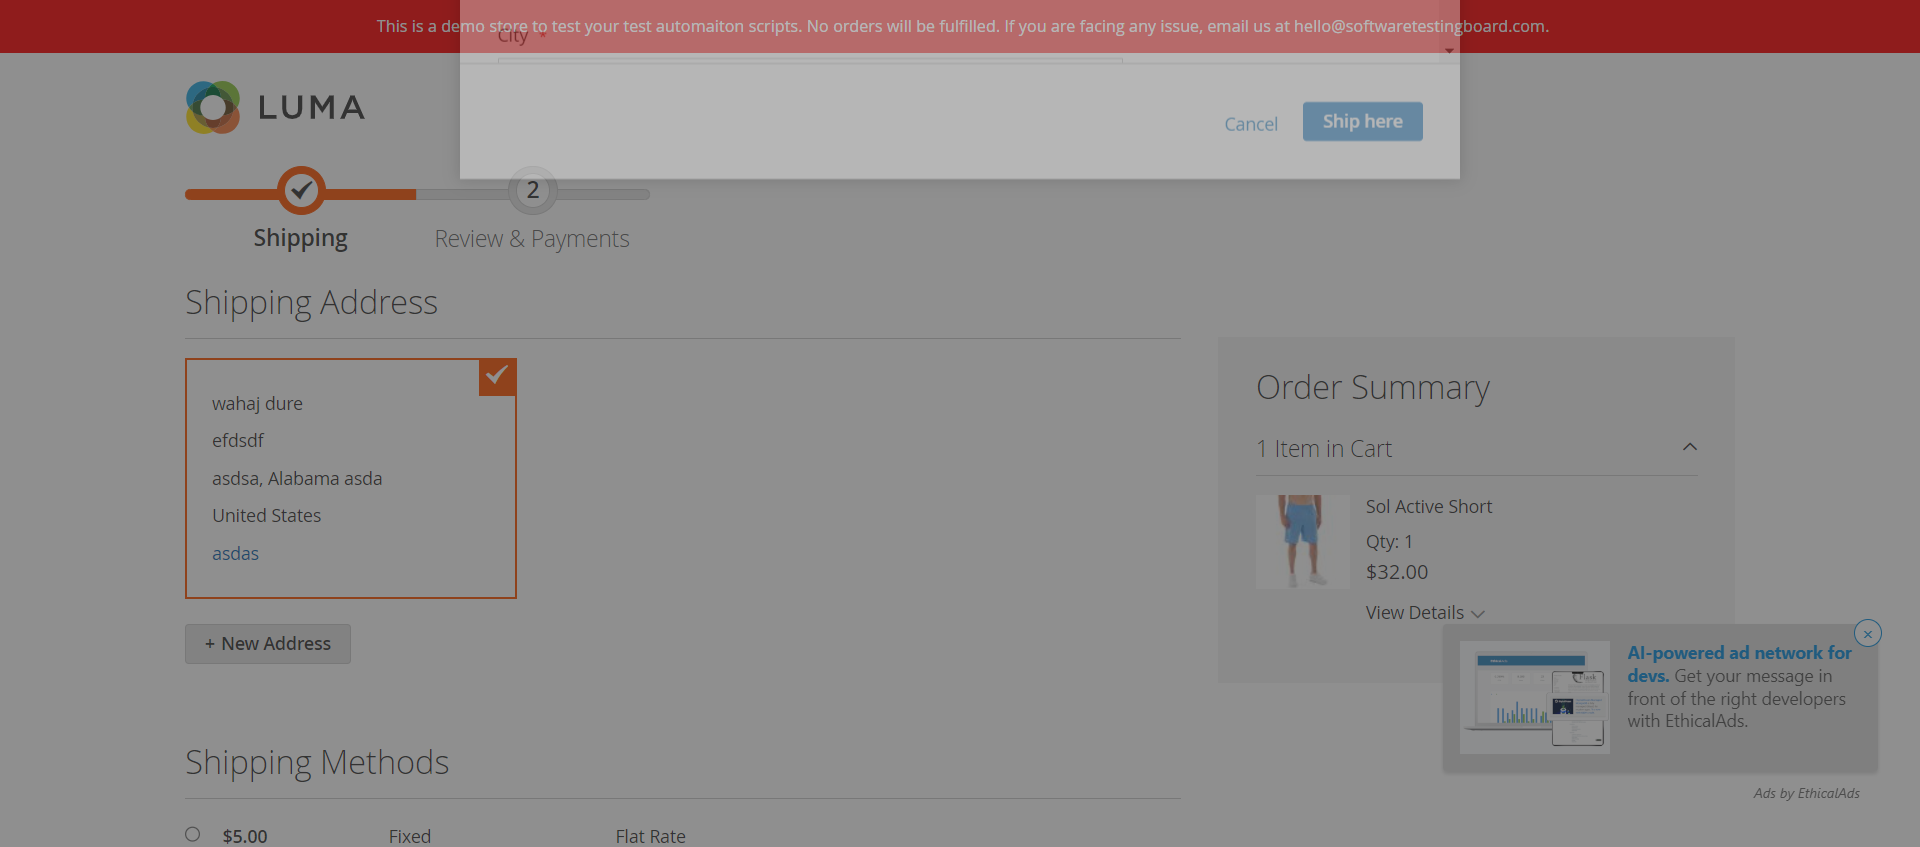 This is a demo store to test your test automaiton scripts. No orders will be fulfilled. If you are facing any issue, email us at hello@softwaretestingboard.com.
City *
LUMA
Cancel
Ship here
2
Shipping
Review & Payments
Shipping Address
wahaj dure
efdsdf
asdsa, Alabama asda
United States
asdas
+ New Address
Order Summary
1 Item in Cart
Sol Active Short
Qty: 1
$32.00
View Details
×
AI-powered ad network for
devs. Get your message in
front of the right developers
with EthicalAds.
Ads by EthicalAds
Shipping Methods
$5.00 Fixed Flat Rate